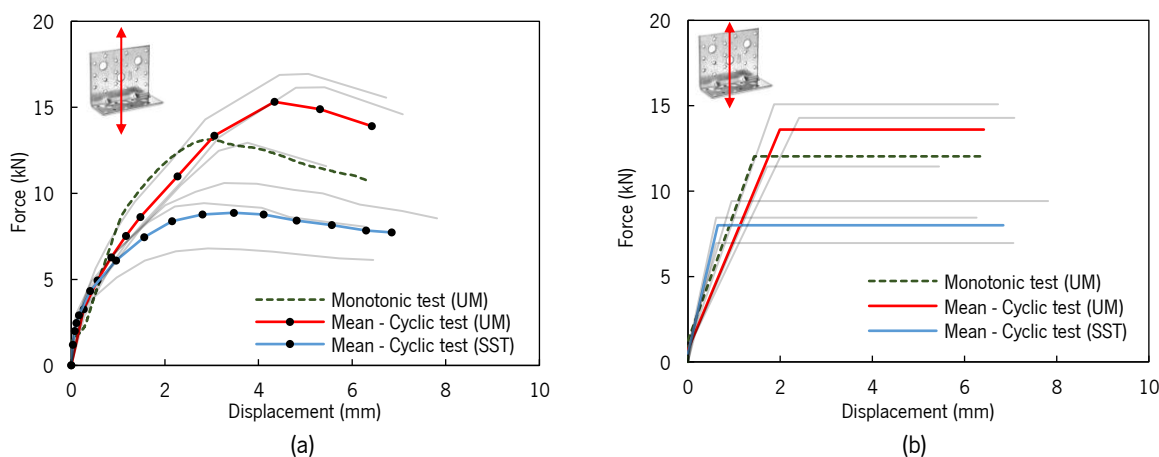 20
15
10
5
0
Force (kN)
0
2
4
6
8
10
Displacement (mm)
Monotonic test (UM)
Mean - Cyclic test (UM)
Mean - Cyclic test (SST)
(a)
20
15
10
5
0
Force (kN)
0
2
4
6
8
10
Displacement (mm)
Monotonic test (UM)
Mean - Cyclic test (UM)
Mean - Cyclic test (SST)
(b)